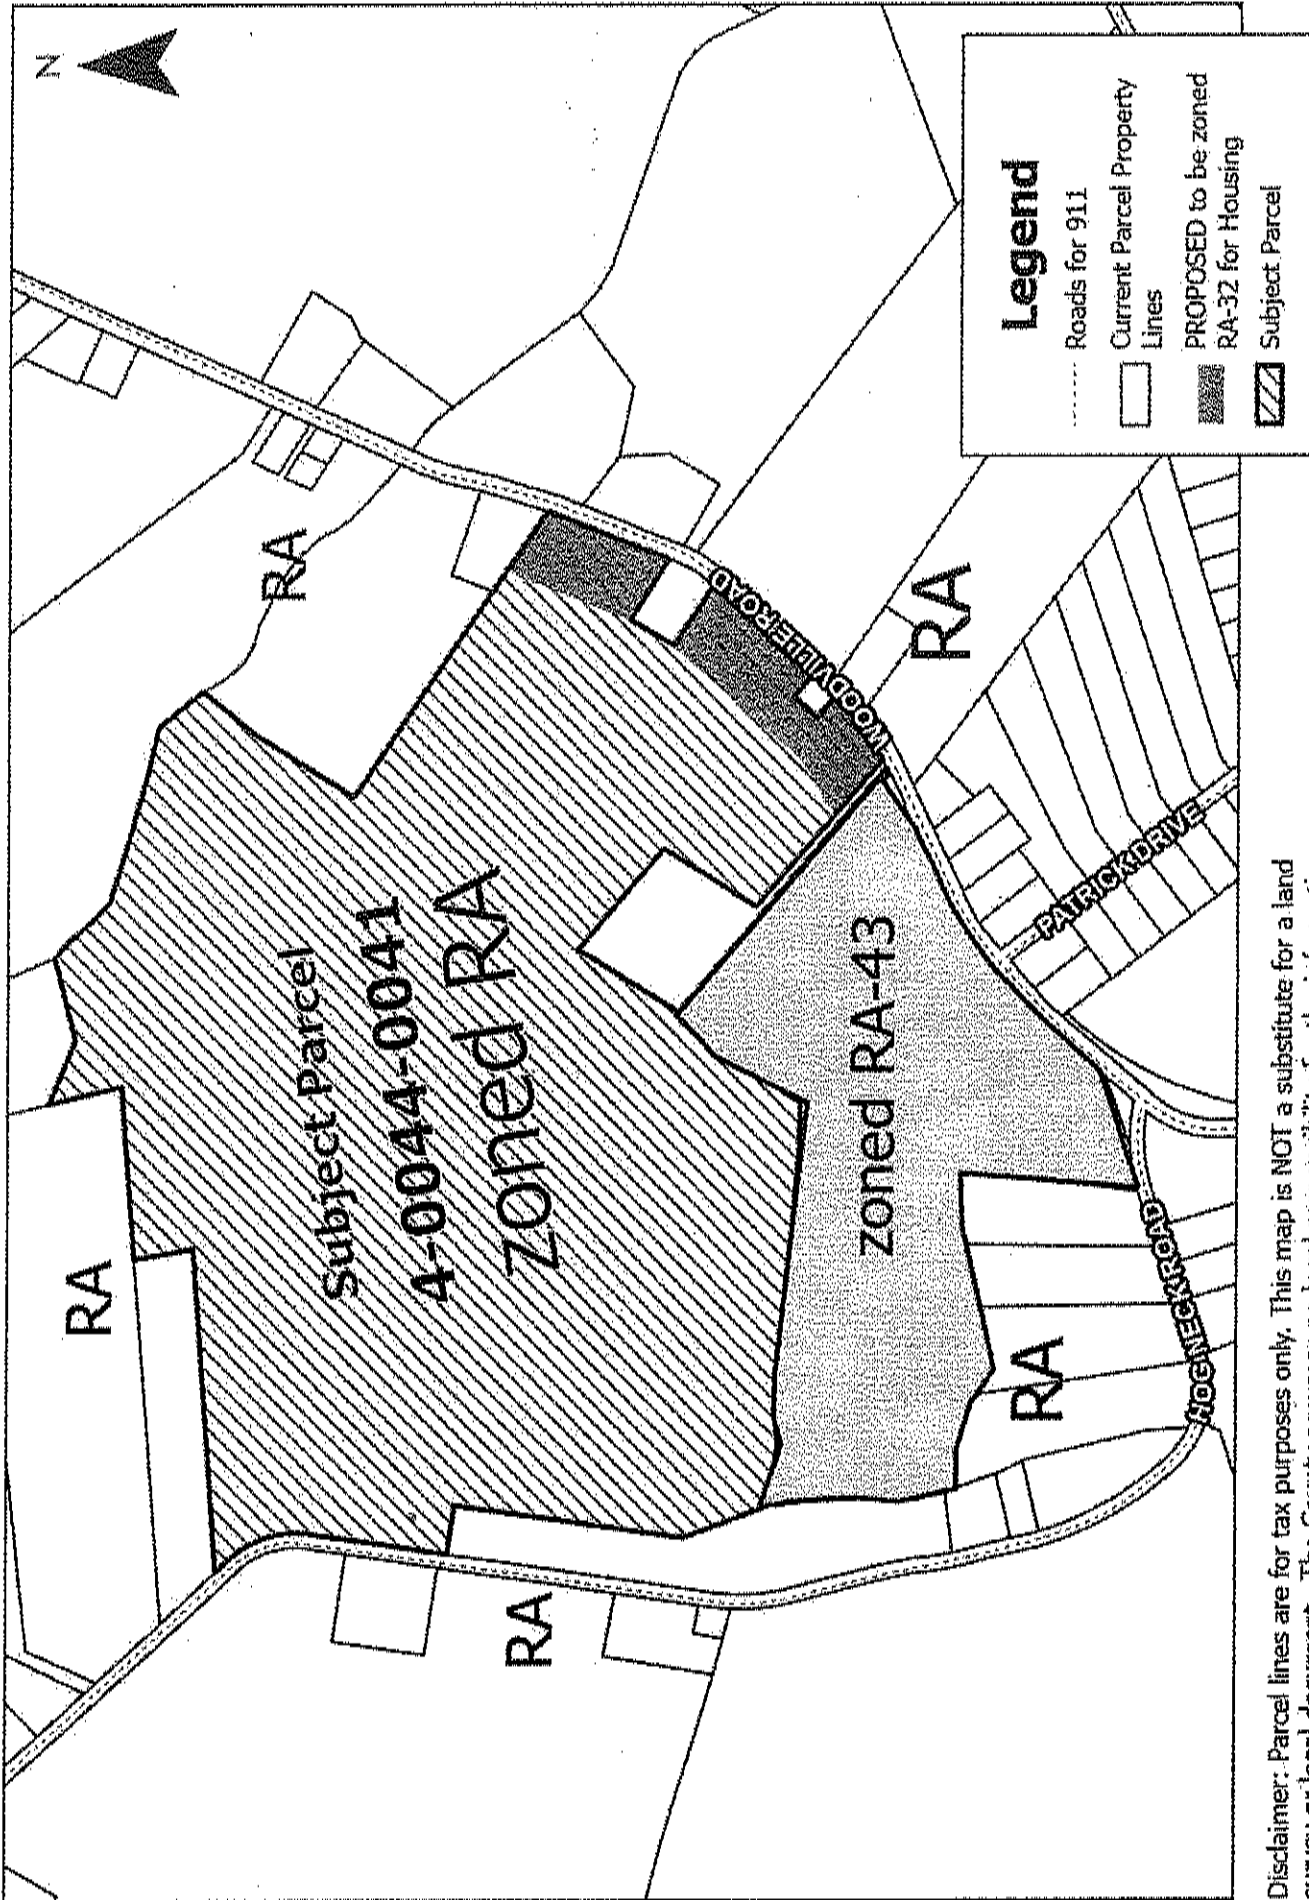 N
RA
RA
Subject Parcel
4-0044-0041
zoned RA
RA
WOODVILLE ROAD
RA
zoned RA-43
RA
PATRICK DRIVE
HOG NECK ROAD
Legend
Roads for 911
Current Parcel Property
Lines
PROPOSED to be zoned
RA-32 for Housing
Subject Parcel
Disclaimer: Parcel lines are for tax purposes only. This map is NOT a substitute for a land